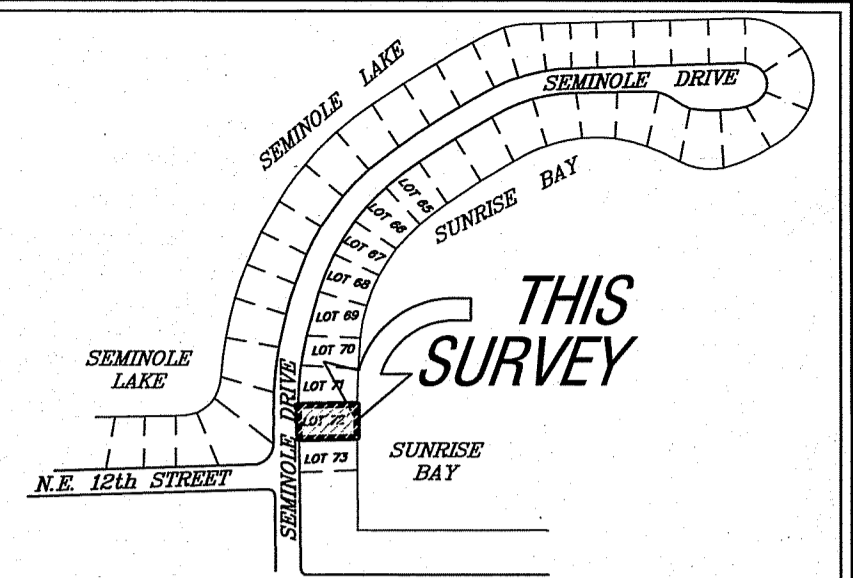 SEMINOLE LAKE
SEMINOLE DRIVE
LOT 65
LOT 66
SUNRISE BAY
LOT 67
LOT 68
LOT 69
THIS
SURVEY
LOT 70
SEMINOLE
LAKE
LOT 71
SEMINOLE DRIVE
LOT 72
SUNRISE
BAY
LOT 73
N.E. 12th STREET